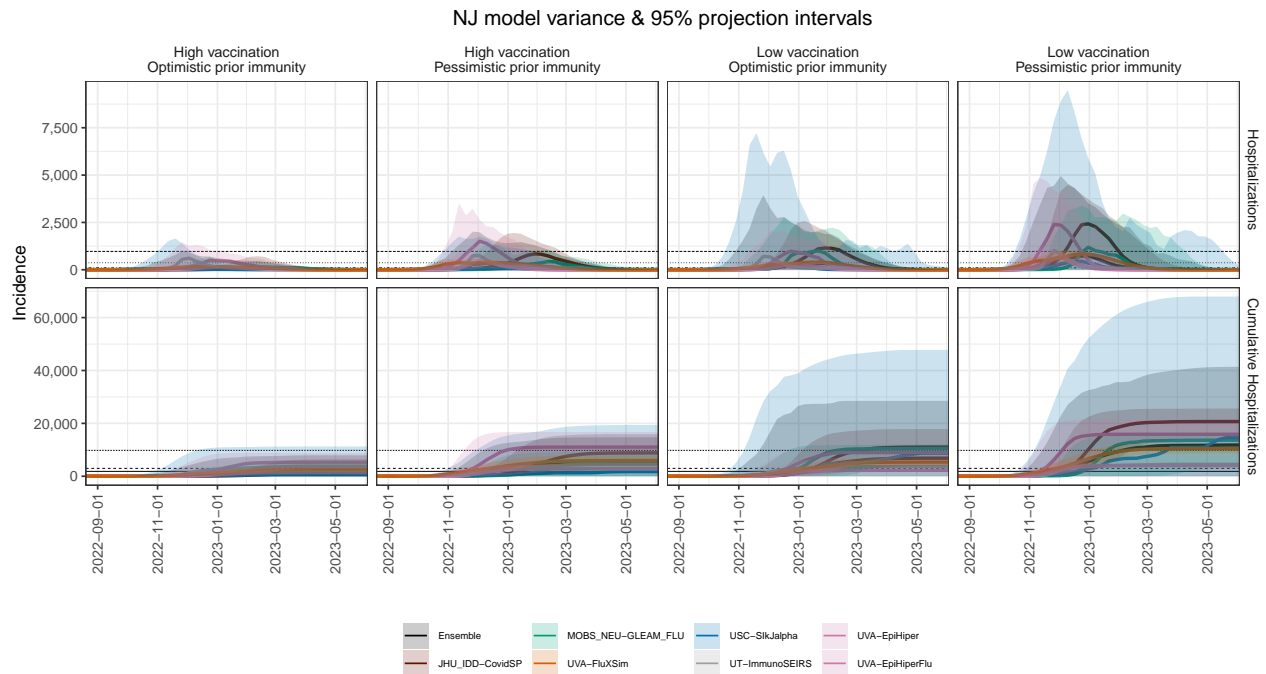 NJ model variance & 95% projection intervals
High vaccination
Optimistic prior immunity
High vaccination
Pessimistic prior immunity
Low vaccination
Optimistic prior immunity
Low vaccination
Pessimistic prior immunity
Incidence
7,500
5,000
2,500
0
Hospitalizations
60,000
40,000
20,000
0
Cumulative Hospitalizations
2022−09−01
2022−11−01
2023−01−01
2023−03−01
2023−05−01
2022−09−01
2022−11−01
2023−01−01
2023−03−01
2023−05−01
2022−09−01
2022−11−01
2023−01−01
2023−03−01
2023−05−01
2022−09−01
2022−11−01
2023−01−01
2023−03−01
2023−05−01
Ensemble
MOBS_NEU−GLEAM_FLU
USC−SIkJalpha
UVA−EpiHiper
JHU_IDD−CovidSP
UVA−FluXSim
UT−ImmunoSEIRS
UVA−EpiHiperFlu